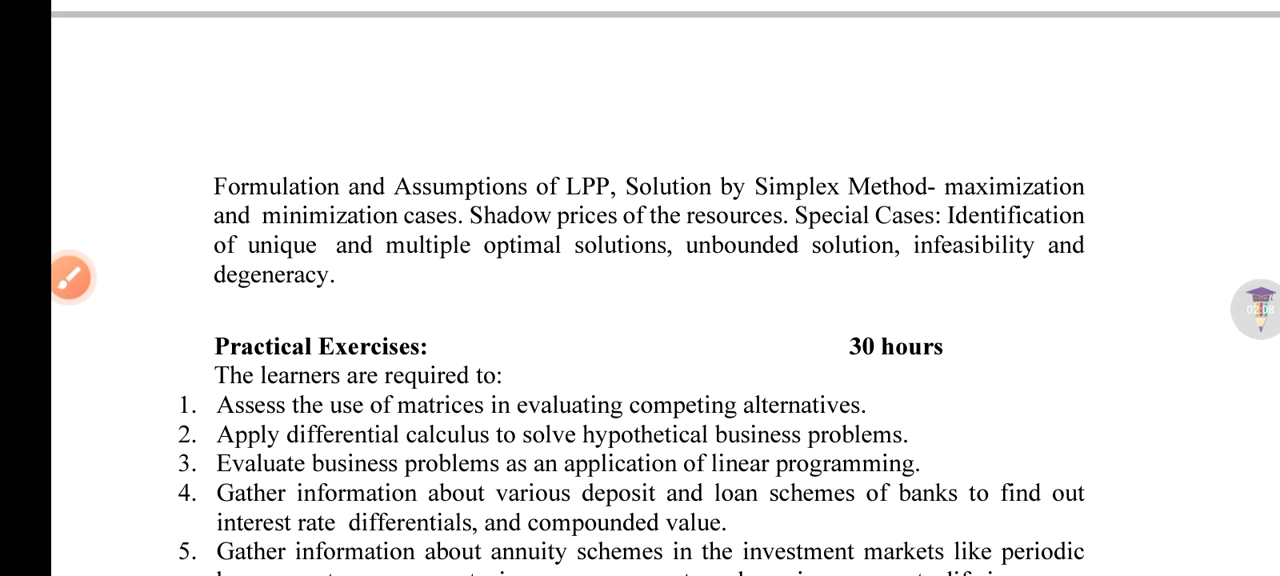 Formulation and Assumptions of LPP, Solution by Simplex Method- maximization
and minimization cases. Shadow prices of the resources. Special Cases: Identification
of unique and multiple optimal solutions, unbounded solution, infeasibility and
degeneracy.
02:08
Practical Exercises: 30 hours
The learners are required to:
1. Assess the use of matrices in evaluating competing alternatives.
2. Apply differential calculus to solve hypothetical business problems.
3. Evaluate business problems as an application of linear programming.
4. Gather information about various deposit and loan schemes of banks to find out
interest rate differentials, and compounded value.
5. Gather information about annuity schemes in the investment markets like periodic